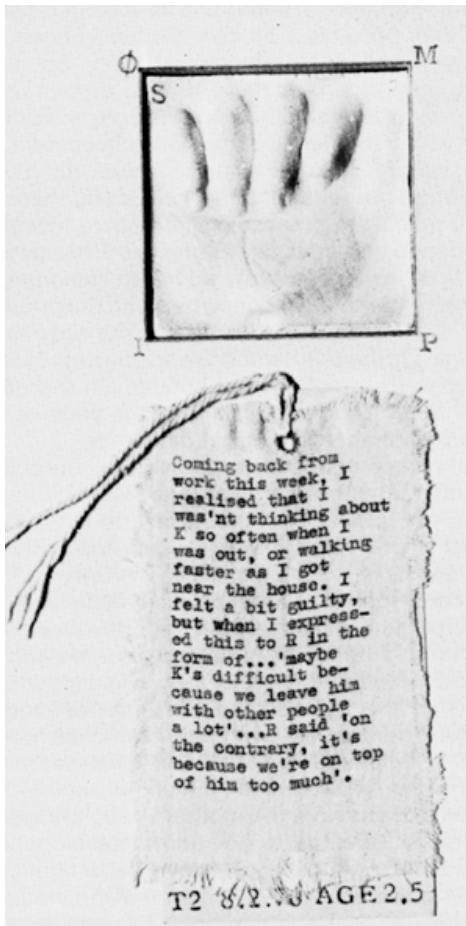 Ø M
S
I P
Coming back from
work this week, I
realised that I
was'nt thinking about
K so often when I
was out, or walking
faster as I got
near the house. I
felt a bit guilty,
but when I express-
ed this to R in the
form of...'maybe
K's difficult be-
cause we leave him
with other people
a lot'...R said 'on
the contrary, it's
because we're on top
of him too much'.
T2 AGE 2.5